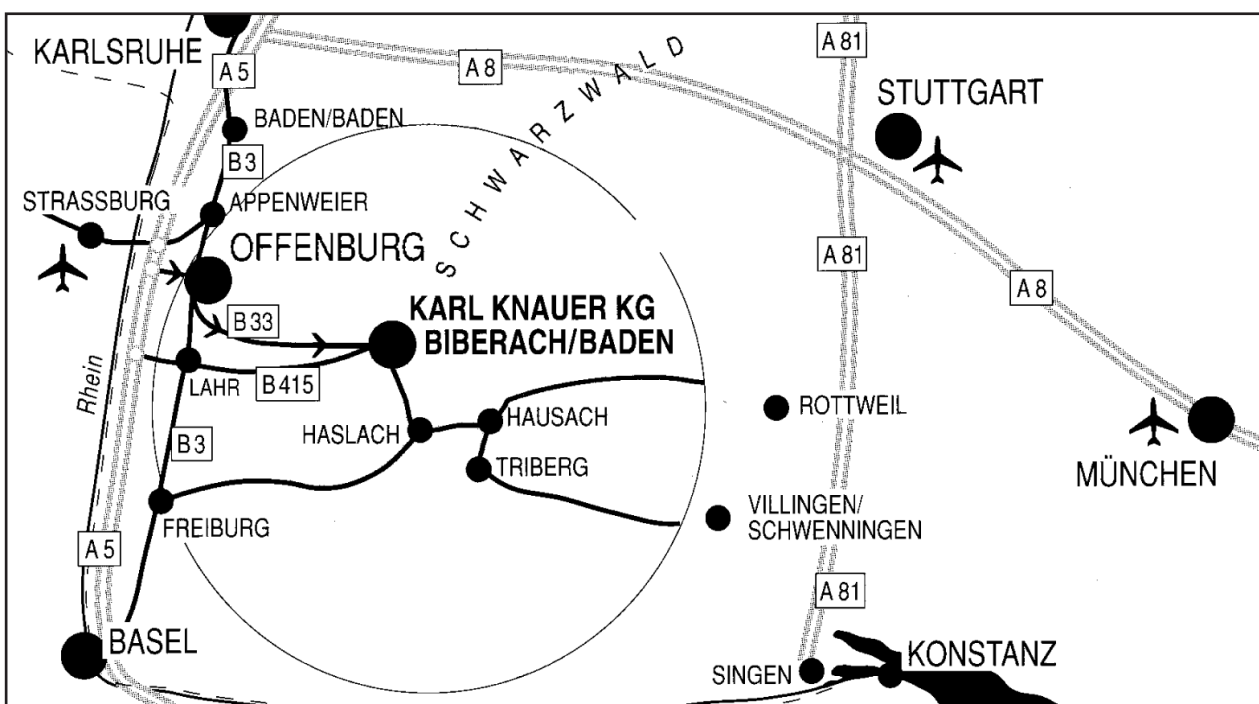 KARLSRUHE
A 5
A 8
SCHWARZWALD
A 81
STUTTGART
BADEN/BADEN
B 3
STRASSBURG
APPENWEIER
OFFENBURG
A 81
A 8
B 33
KARL KNAUER KG
BIBERACH/BADEN
Rhein
LAHR
B 415
HAUSACH
ROTTWEIL
B 3
HASLACH
TRIBERG
MÜNCHEN
FREIBURG
VILLINGEN/
SCHWENNINGEN
A 5
A 81
BASEL
SINGEN
KONSTANZ